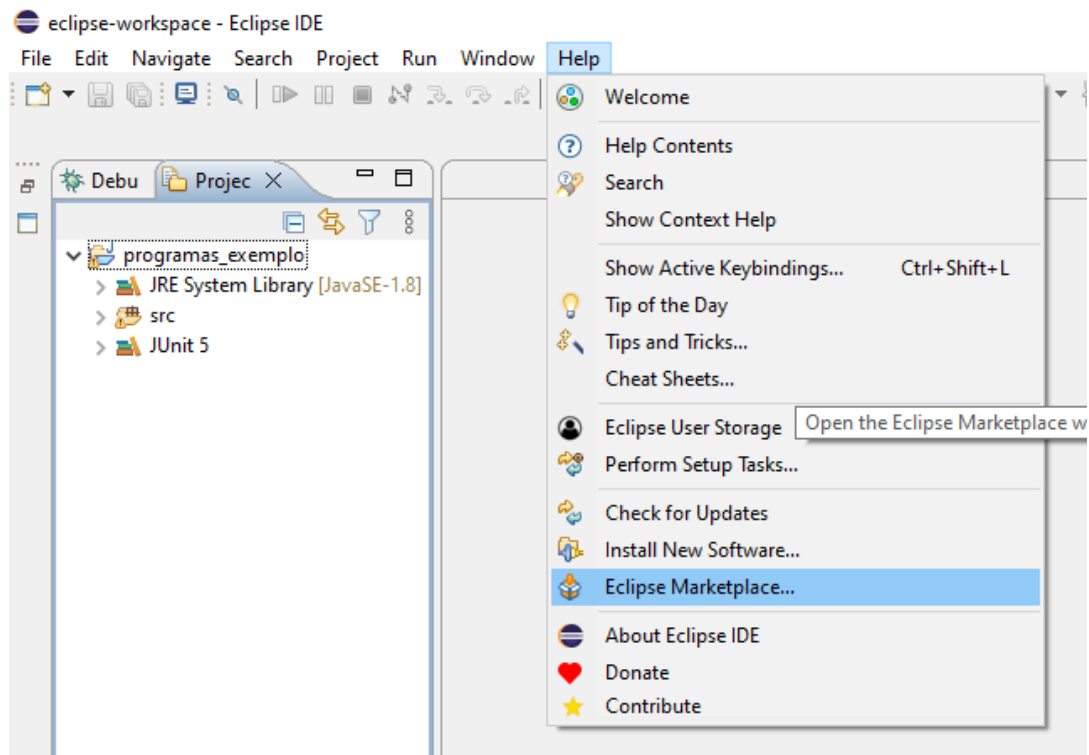 eclipse-workspace - Eclipse IDE
File Edit Navigate Search Project Run Window Help
Welcome
Help Contents
Search
Show Context Help
Show Active Keybindings... Ctrl+Shift+L
Tip of the Day
Tips and Tricks...
Cheat Sheets...
Eclipse User Storage
Open the Eclipse Marketplace w
Perform Setup Tasks...
Check for Updates
Install New Software...
Eclipse Marketplace...
About Eclipse IDE
Donate
Contribute
Debu Projec
programas_exemplo
JRE System Library [JavaSE-1.8]
src
JUnit 5